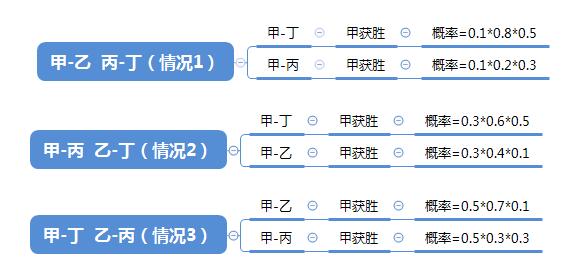 甲-乙 丙-丁（情况1）
甲-丁 甲获胜 概率=0.1*0.8*0.5
甲-丙 甲获胜 概率=0.1*0.2*0.3
甲-丙 乙-丁（情况2）
甲-丁 甲获胜 概率=0.3*0.6*0.5
甲-乙 甲获胜 概率=0.3*0.4*0.1
甲-丁 乙-丙（情况3）
甲-乙 甲获胜 概率=0.5*0.7*0.1
甲-丙 甲获胜 概率=0.5*0.3*0.3